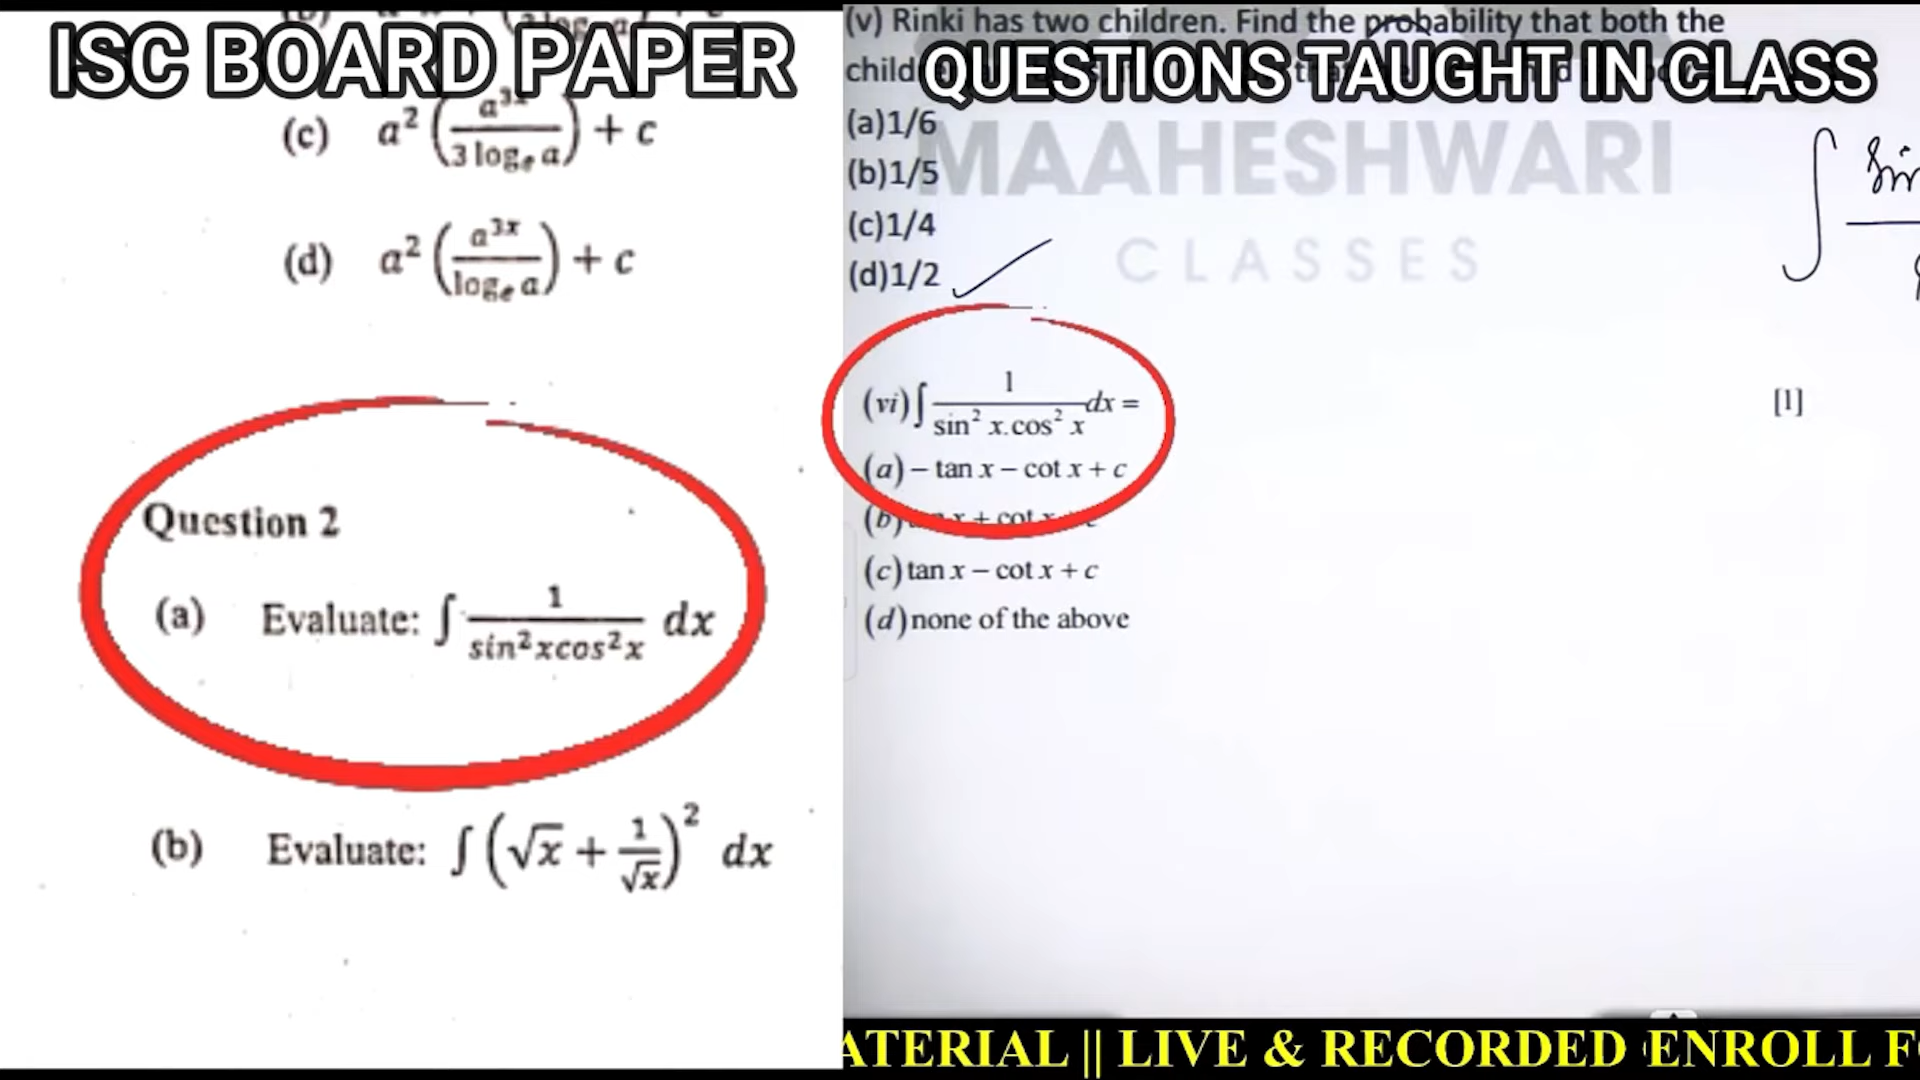 ISC BOARD PAPER
(c) a² (a³ˣ / 3 logₑ a) + c
(d) a² (a³ˣ / logₑ a) + c
Question 2
(a) Evaluate: ∫ 1 / sin²xcos²x dx
(b) Evaluate: ∫ (√x + 1/√x)² dx
(v) Rinki has two children. Find the probability that both the
QUESTIONS TAUGHT IN CLASS
(a)1/6
(b)1/5
(c)1/4
(d)1/2
MAAHESHWARI
CLASSES
∫ sin
(vi) ∫ 1 / sin² x.cos² x dx = [1]
(a) – tan x – cot x + c
(b) x + cot x
(c) tan x – cot x + c
(d) none of the above
ATERIAL || LIVE & RECORDED ENROLL F